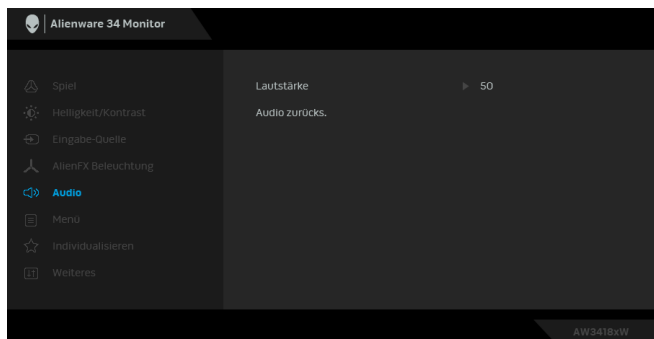 Alienware 34 Monitor
Spiel
Helligkeit/Kontrast
Eingabe-Quelle
AlienFX Beleuchtung
Audio
Menü
Individualisieren
Weiteres
Lautstärke 50
Audio zurücks.
AW3418xW